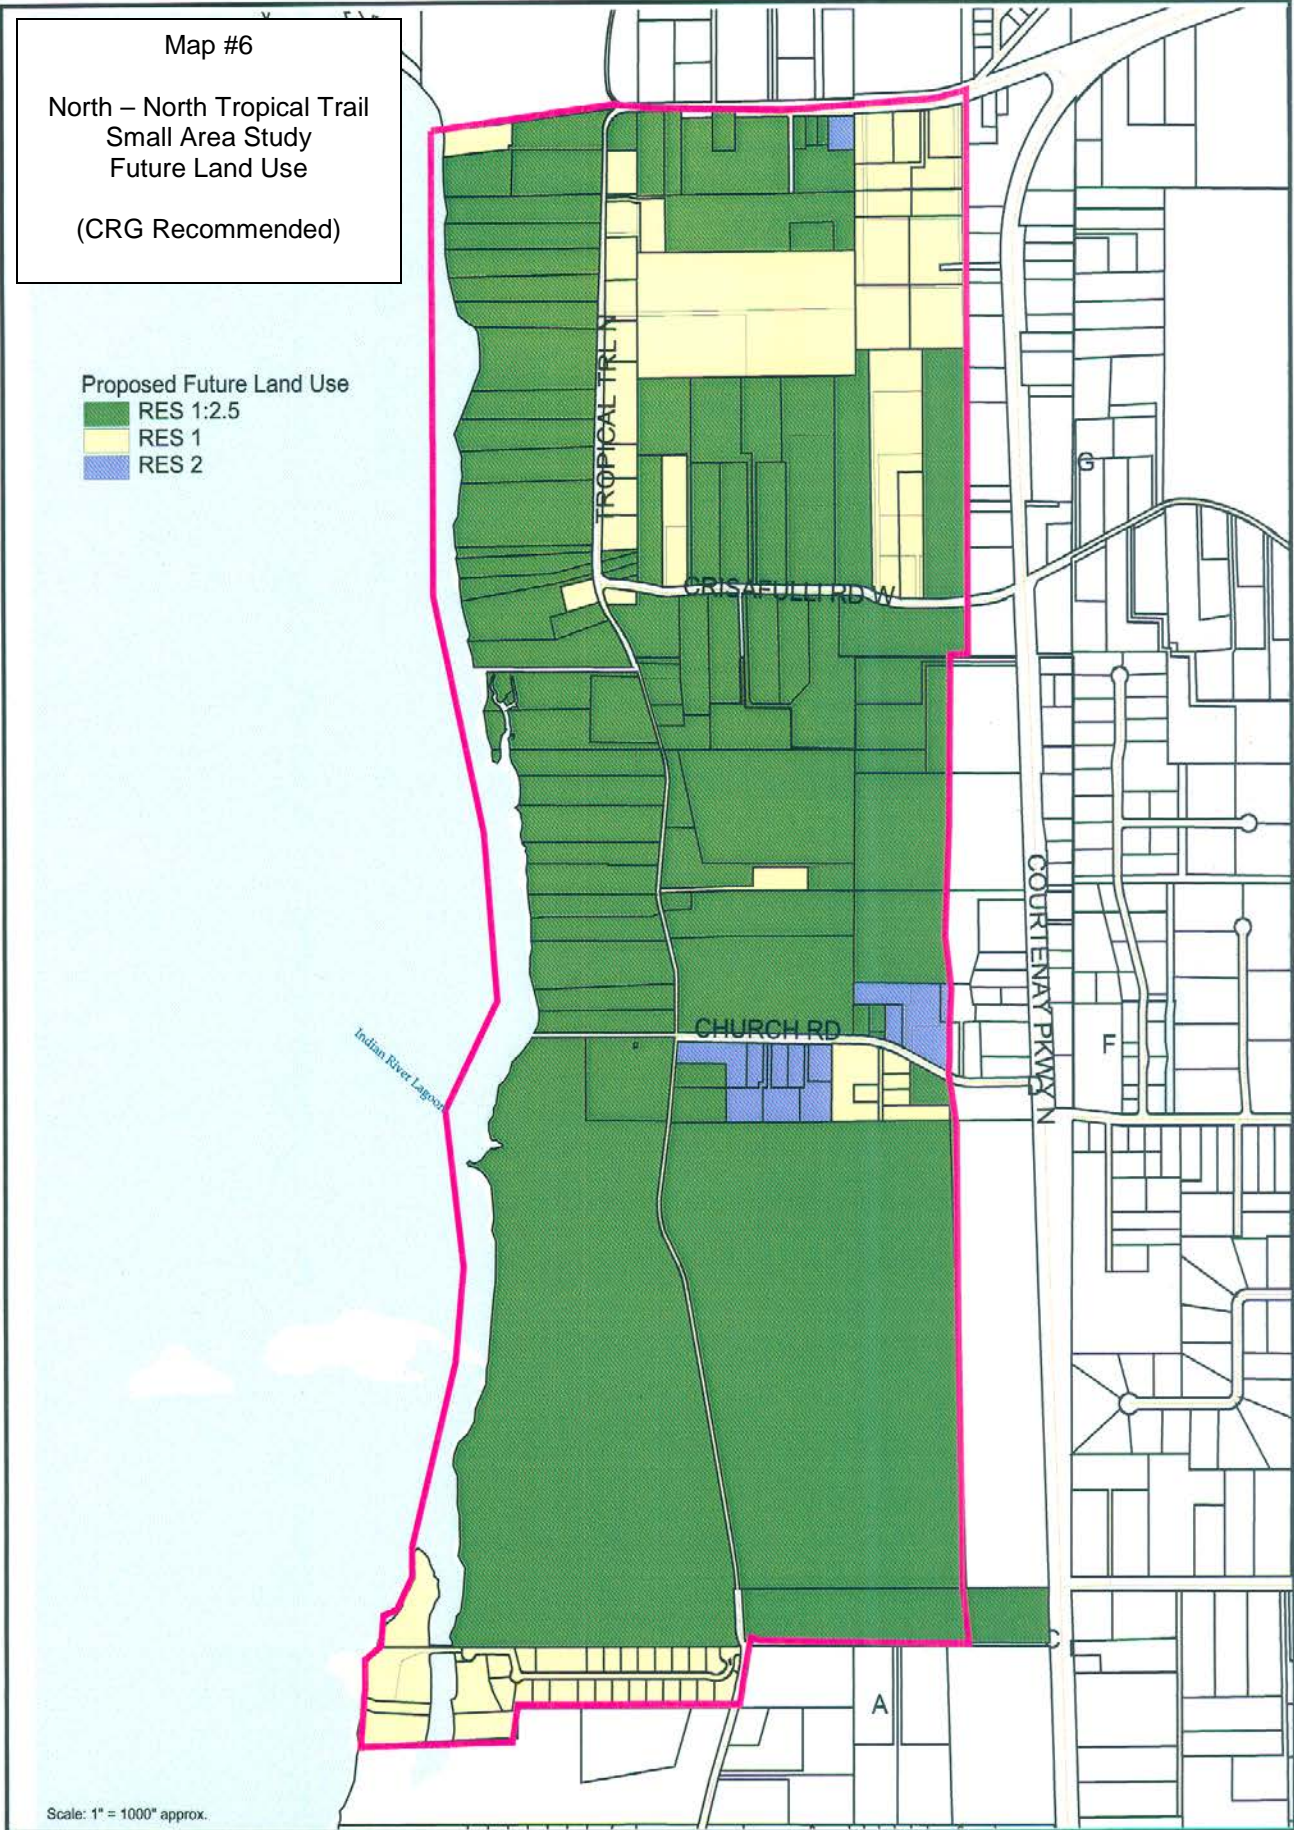 Map #6
North – North Tropical Trail
Small Area Study
Future Land Use
(CRG Recommended)
Proposed Future Land Use
RES 1:2.5
RES 1
RES 2
TROPICAL TRL N
G
CRISAFULLI RD W
COURTENAY PKWY N
CHURCH RD
F
Indian River Lagoon
C
A
Scale: 1" = 1000" approx.